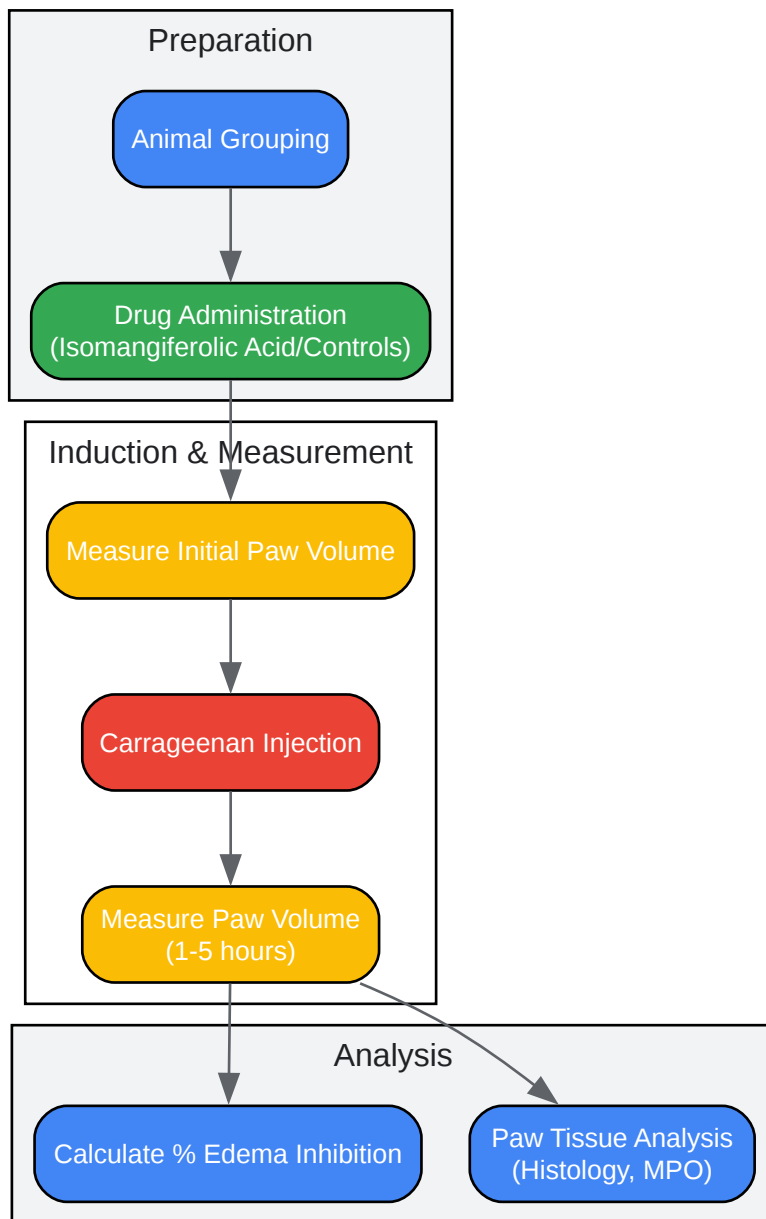 Preparation
Animal Grouping
Drug Administration
(Isomangiferolic Acid/Controls)
Induction & Measurement
Measure Initial Paw Volume
Carrageenan Injection
Measure Paw Volume
(1-5 hours)
Analysis
Calculate % Edema Inhibition
Paw Tissue Analysis
(Histology, MPO)